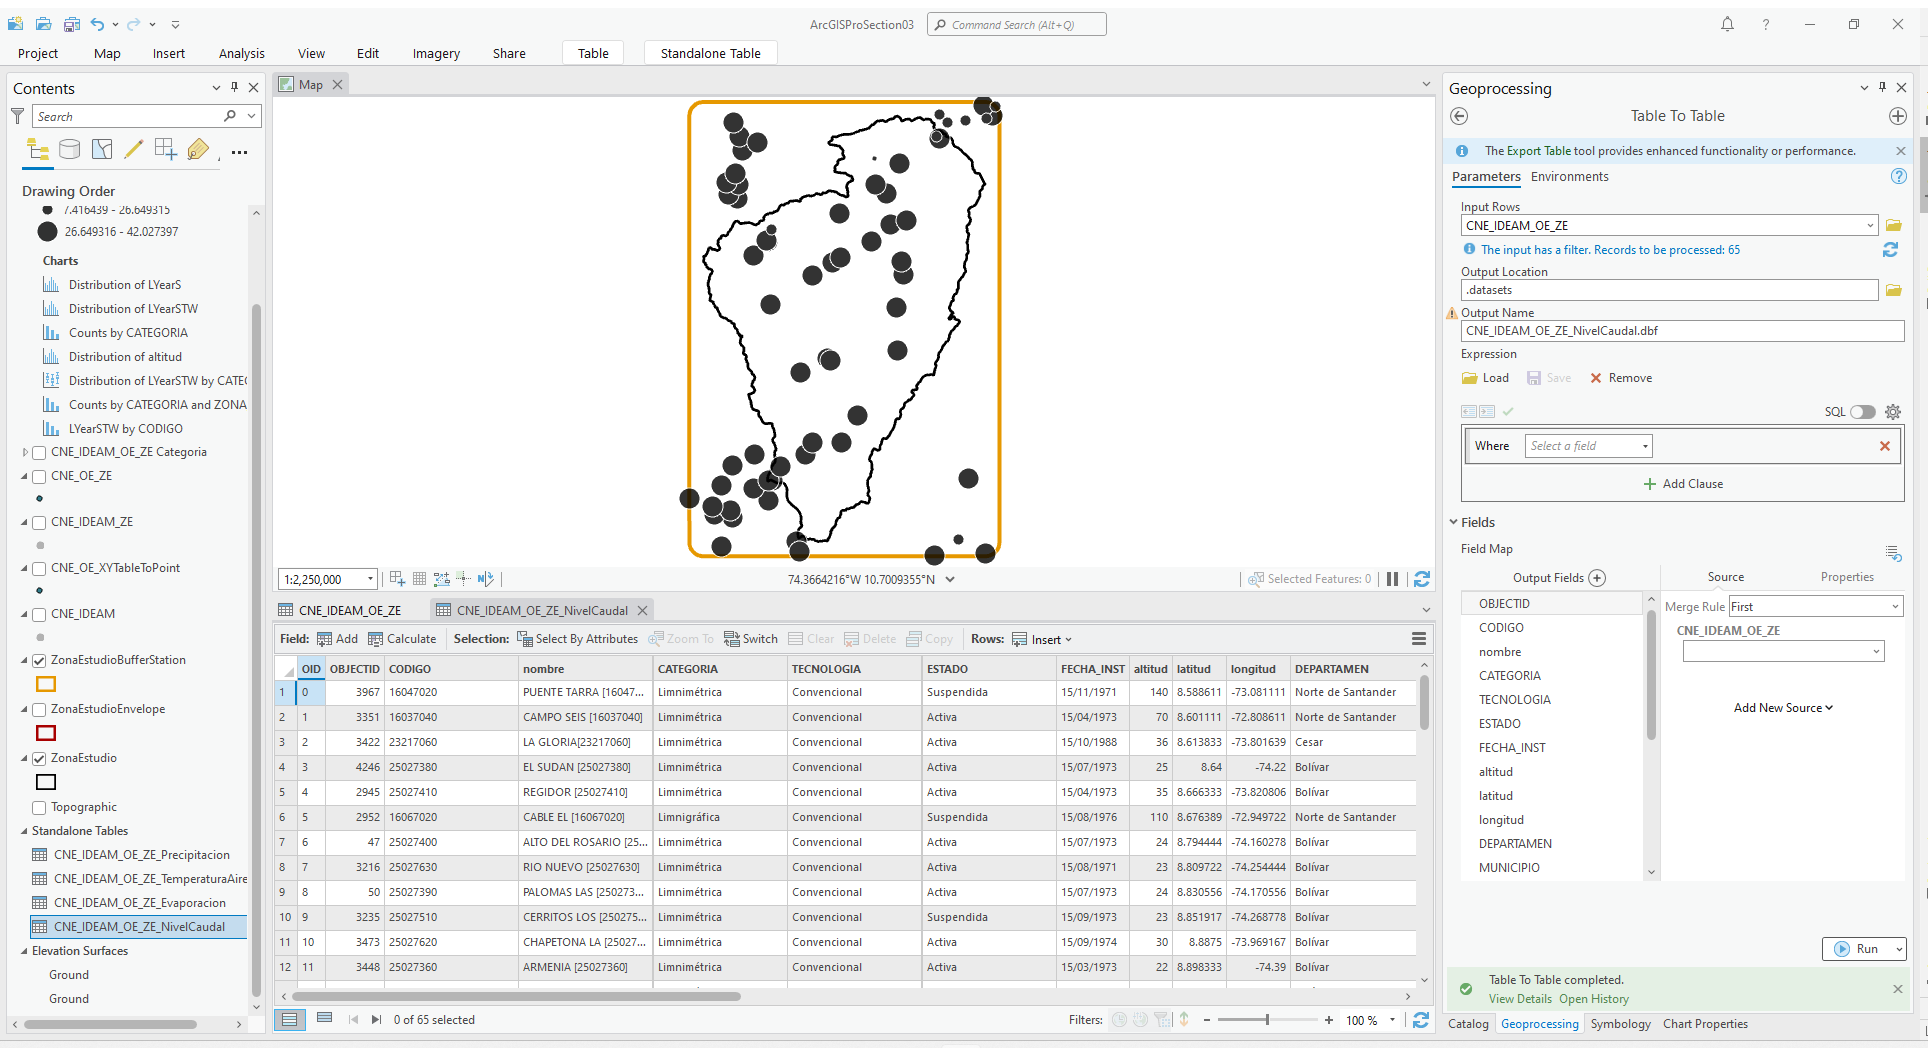 ArcGISProSection03
Command Search (Alt+Q)
?
Project Map Insert Analysis View Edit Imagery Share Table Standalone Table
Contents
Search
Drawing Order
7.416439 - 26.649315
26.649316 - 42.027397
Charts
Distribution of LYearS
Distribution of LYearSTW
Counts by CATEGORIA
Distribution of altitud
Distribution of LYearSTW by CATE
Counts by CATEGORIA and ZONA
LYearSTW by CODIGO
CNE_IDEAM_OE_ZE Categoria
CNE_OE_ZE
CNE_IDEAM_ZE
CNE_OE_XYTableToPoint
CNE_IDEAM
ZonaEstudioBufferStation
ZonaEstudioEnvelope
ZonaEstudio
Topographic
Standalone Tables
CNE_IDEAM_OE_ZE_Precipitacion
CNE_IDEAM_OE_ZE_TemperaturaAire
CNE_IDEAM_OE_ZE_Evaporacion
CNE_IDEAM_OE_ZE_NivelCaudal
Elevation Surfaces
Ground
Ground
Map
1:2,250,000
74.3664216°W 10.7009355°N
Selected Features: 0
CNE_IDEAM_OE_ZE CNE_IDEAM_OE_ZE_NivelCaudal
Field: Add Calculate Selection: Select By Attributes Zoom To Switch Clear Delete Copy Rows: Insert
OID OBJECTID CODIGO nombre CATEGORIA TECNOLOGIA ESTADO FECHA_INST altitud latitud longitud DEPARTAMEN
1 0 3967 16047020 PUENTE TARRA [16047... Limnimétrica Convencional Suspendida 15/11/1971 140 8.588611 -73.081111 Norte de Santander
2 1 3351 16037040 CAMPO SEIS [16037040] Limnimétrica Convencional Activa 15/04/1973 70 8.601111 -72.808611 Norte de Santander
3 2 3422 23217060 LA GLORIA[23217060] Limnimétrica Convencional Activa 15/10/1988 36 8.613833 -73.801639 Cesar
4 3 4246 25027380 EL SUDAN [25027380] Limnimétrica Convencional Activa 15/07/1973 25 8.64 -74.22 Bolívar
5 4 2945 25027410 REGIDOR [25027410] Limnimétrica Convencional Activa 15/04/1973 35 8.666333 -73.820806 Bolívar
6 5 2952 16067020 CABLE EL [16067020] Limnigráfica Convencional Suspendida 15/08/1976 110 8.676389 -72.949722 Norte de Santander
7 6 47 25027400 ALTO DEL ROSARIO [25... Limnimétrica Convencional Activa 15/07/1973 24 8.794444 -74.160278 Bolívar
8 7 3216 25027630 RIO NUEVO [25027630] Limnimétrica Convencional Activa 15/08/1971 23 8.809722 -74.254444 Bolívar
9 8 50 25027390 PALOMAS LAS [250273... Limnimétrica Convencional Activa 15/07/1973 24 8.830556 -74.170556 Bolívar
10 9 3235 25027510 CERRITOS LOS [250275... Limnimétrica Convencional Suspendida 15/09/1973 23 8.851917 -74.268778 Bolívar
11 10 3473 25027620 CHAPETONA LA [25027... Limnimétrica Convencional Activa 15/09/1974 30 8.8875 -73.969167 Bolívar
12 11 3448 25027360 ARMENIA [25027360] Limnimétrica Convencional Activa 15/03/1973 22 8.898333 -74.39 Bolívar
0 of 65 selected
Filters:
100 %
Geoprocessing
Table To Table
The Export Table tool provides enhanced functionality or performance.
Parameters Environments
?
Input Rows
CNE_IDEAM_OE_ZE
The input has a filter. Records to be processed: 65
Output Location
.datasets
Output Name
CNE_IDEAM_OE_ZE_NivelCaudal.dbf
Expression
Load Save Remove
SQL
Where Select a field
Add Clause
Fields
Field Map
Output Fields Source Properties
OBJECTID
CODIGO
nombre
CATEGORIA
TECNOLOGIA
ESTADO
FECHA_INST
altitud
latitud
longitud
DEPARTAMEN
MUNICIPIO
Merge Rule First
CNE_IDEAM_OE_ZE
Add New Source
Run
Table To Table completed.
View Details Open History
Catalog Geoprocessing Symbology Chart Properties